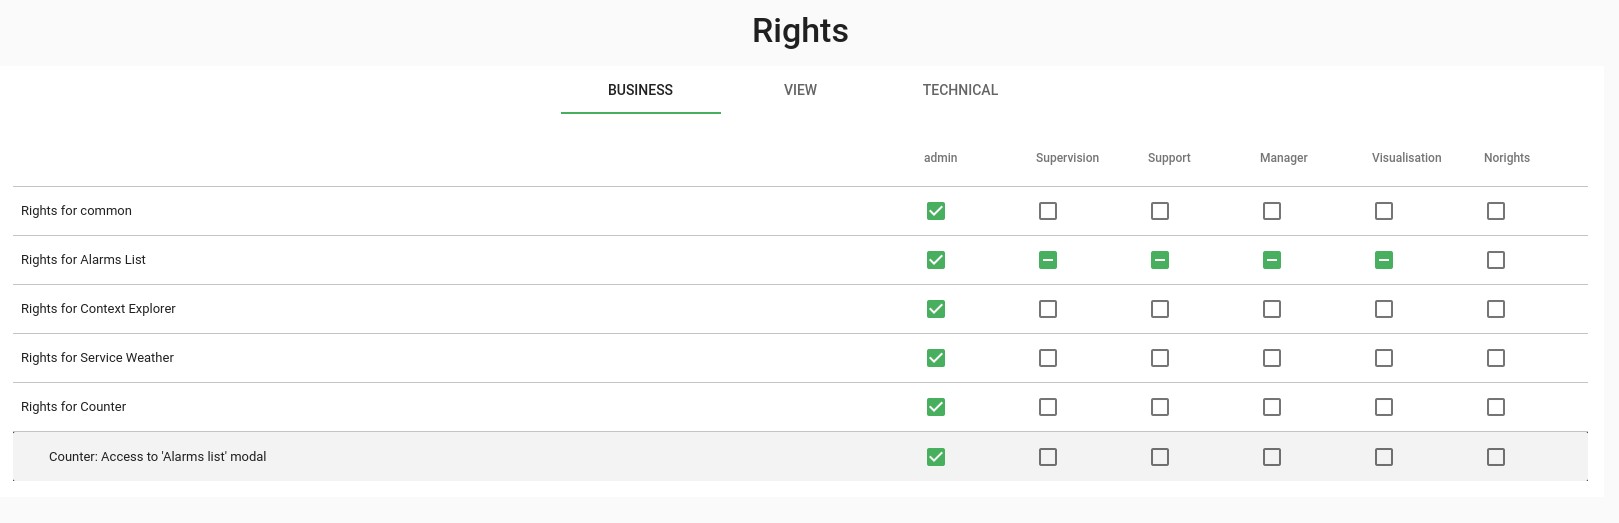 Rights
BUSINESS VIEW TECHNICAL
admin Supervision Support Manager Visualisation Norights
Rights for common
Rights for Alarms List
Rights for Context Explorer
Rights for Service Weather
Rights for Counter
Counter: Access to 'Alarms list' modal